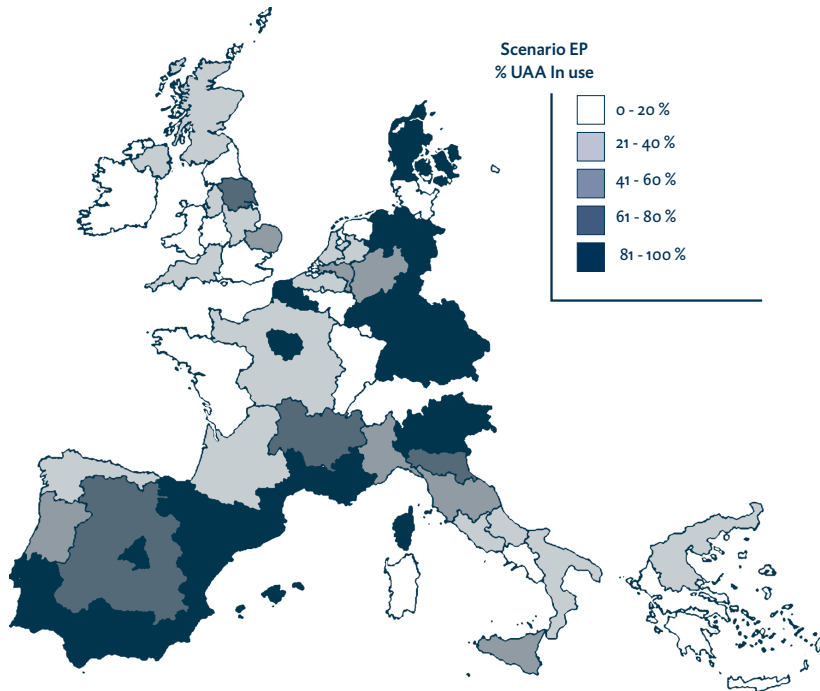 Scenario EP
% UAA In use
0 - 20 %
21 - 40 %
41 - 60 %
61 - 80 %
81 - 100 %